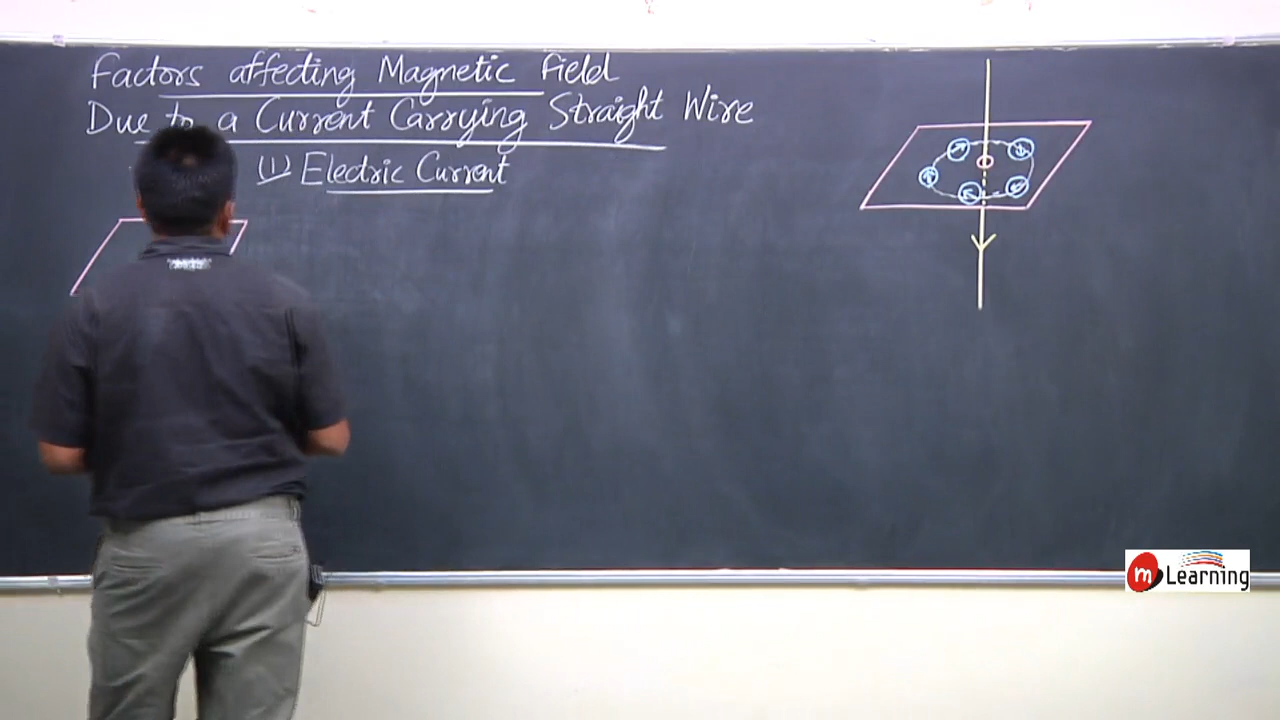 Factors affecting Magnetic Field
Due to a Current Carrying Straight Wire
(1) Electric Current
m Learning